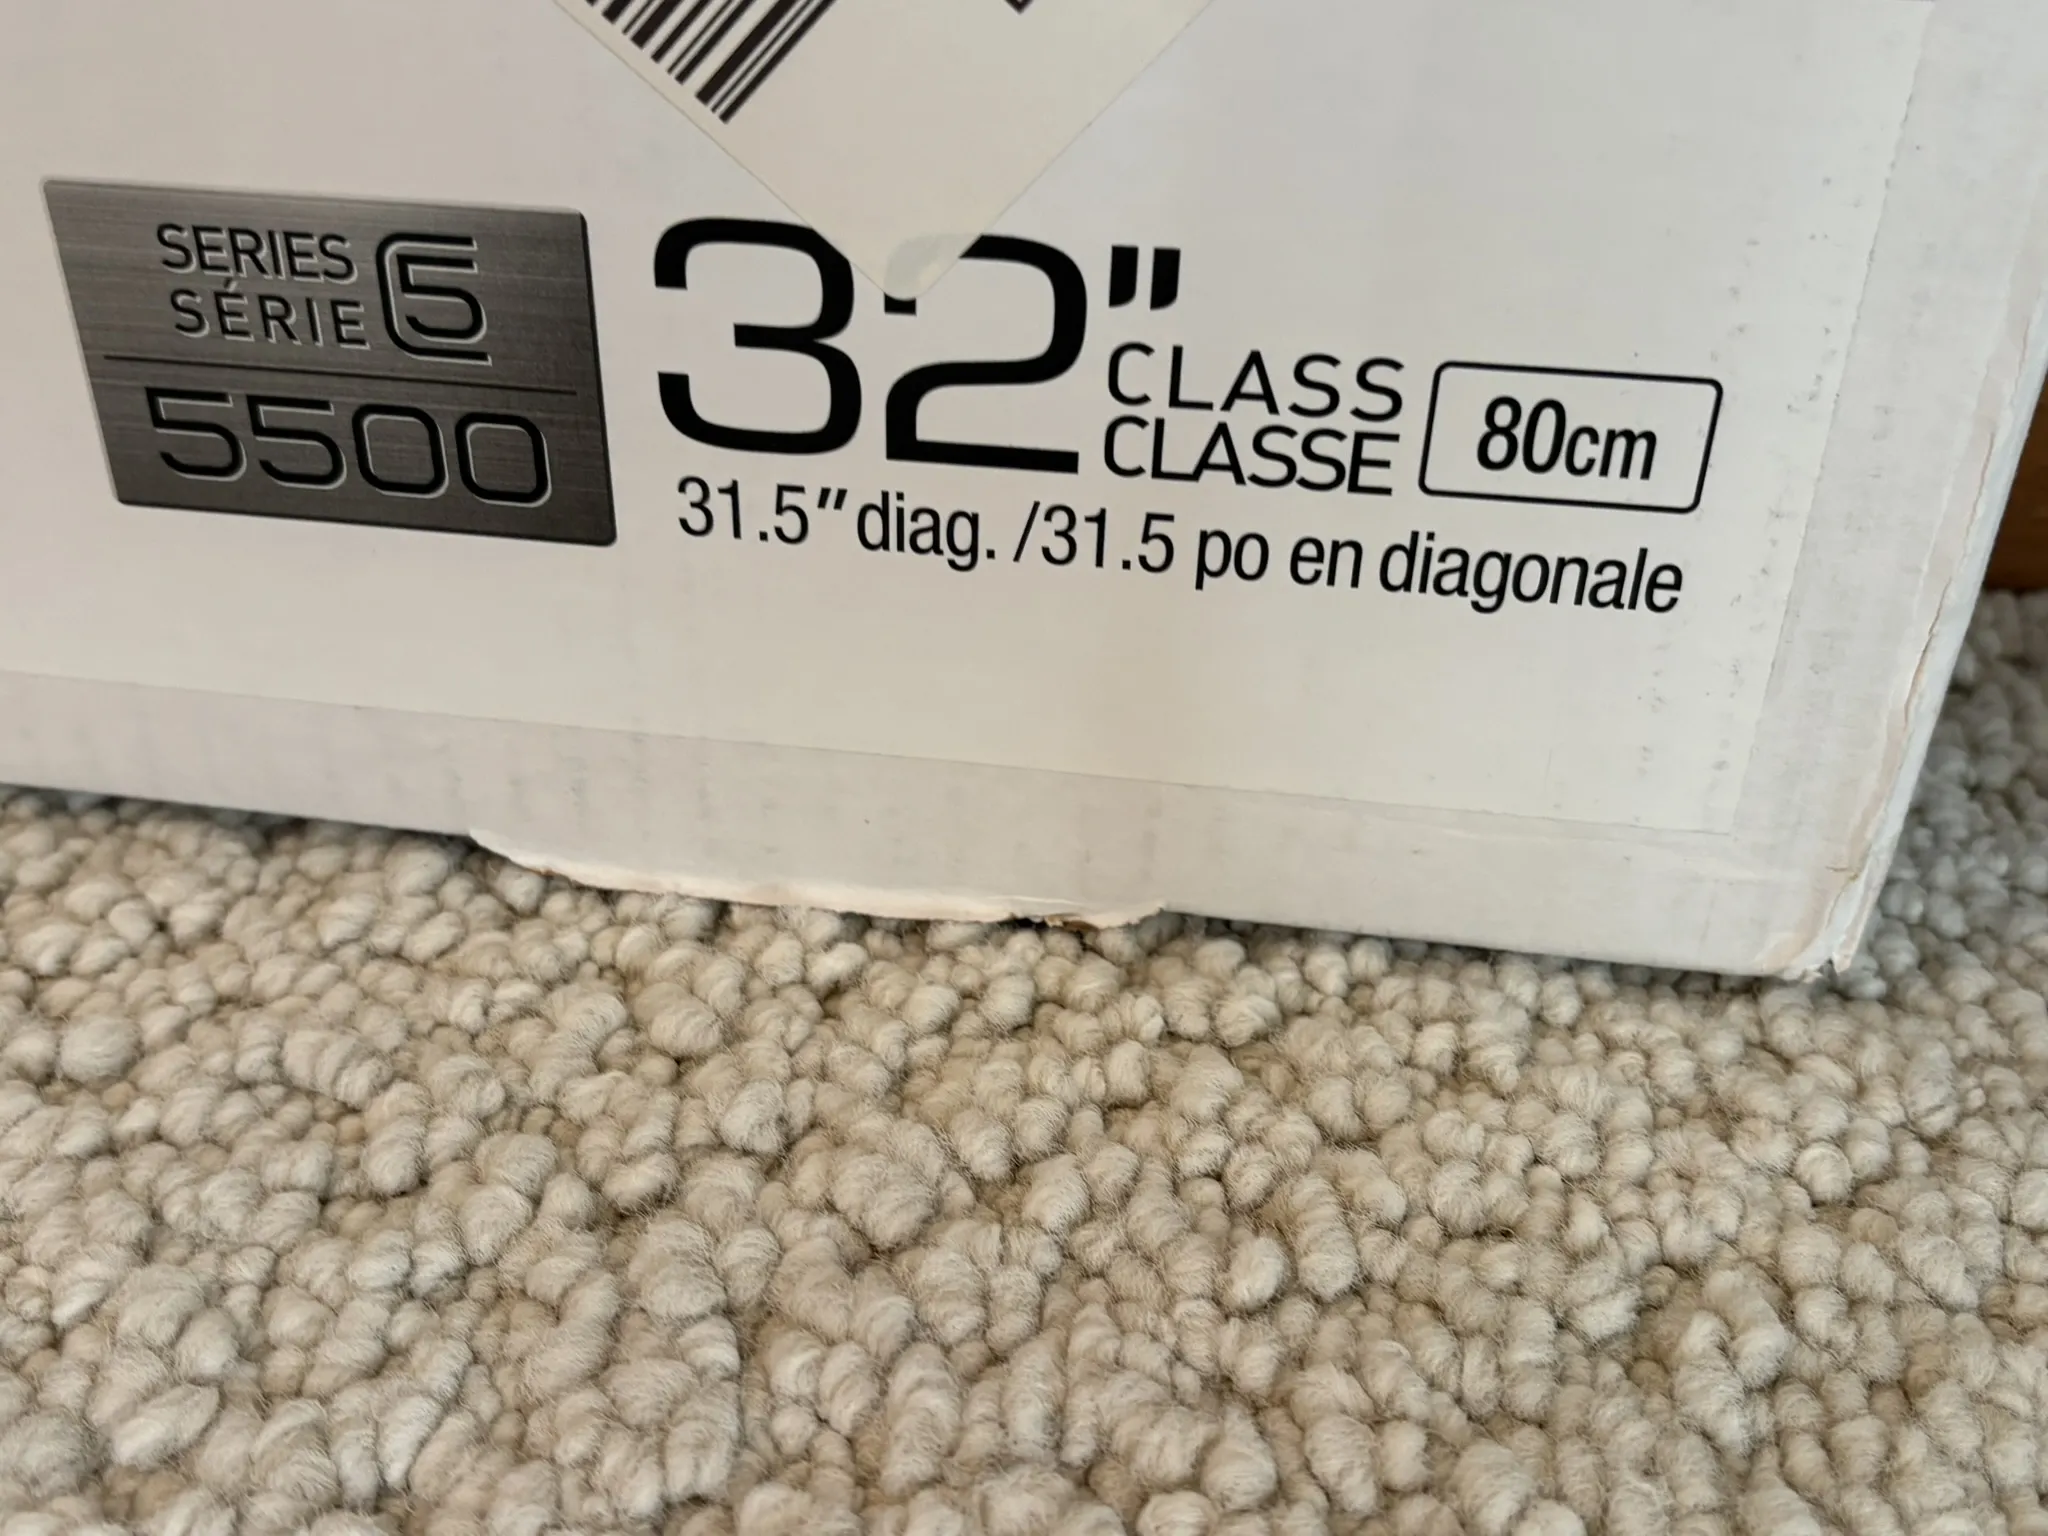 SERIES 5
SÉRIE
5500
32"
CLASS
CLASSE
80cm
31.5" diag. /31.5 po en diagonale